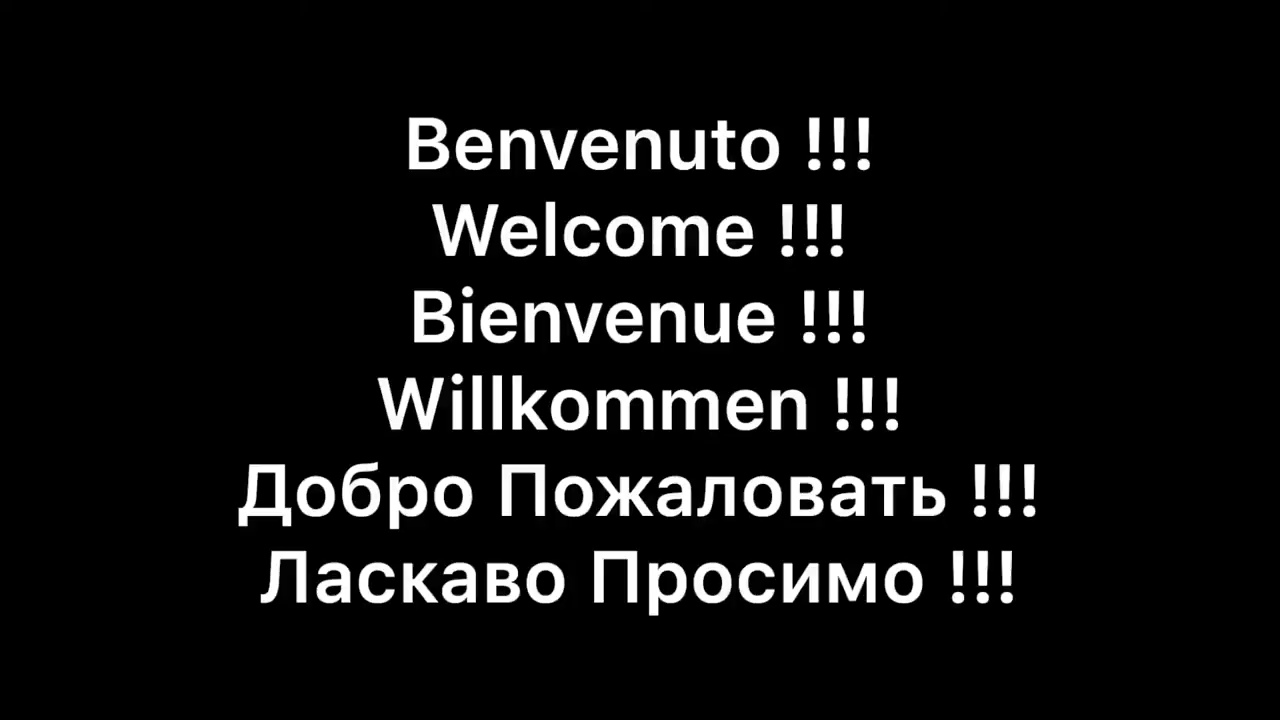 Benvenuto !!!
Welcome !!!
Bienvenue !!!
Willkommen !!!
Добро Пожаловать !!!
Ласкаво Просимо !!!